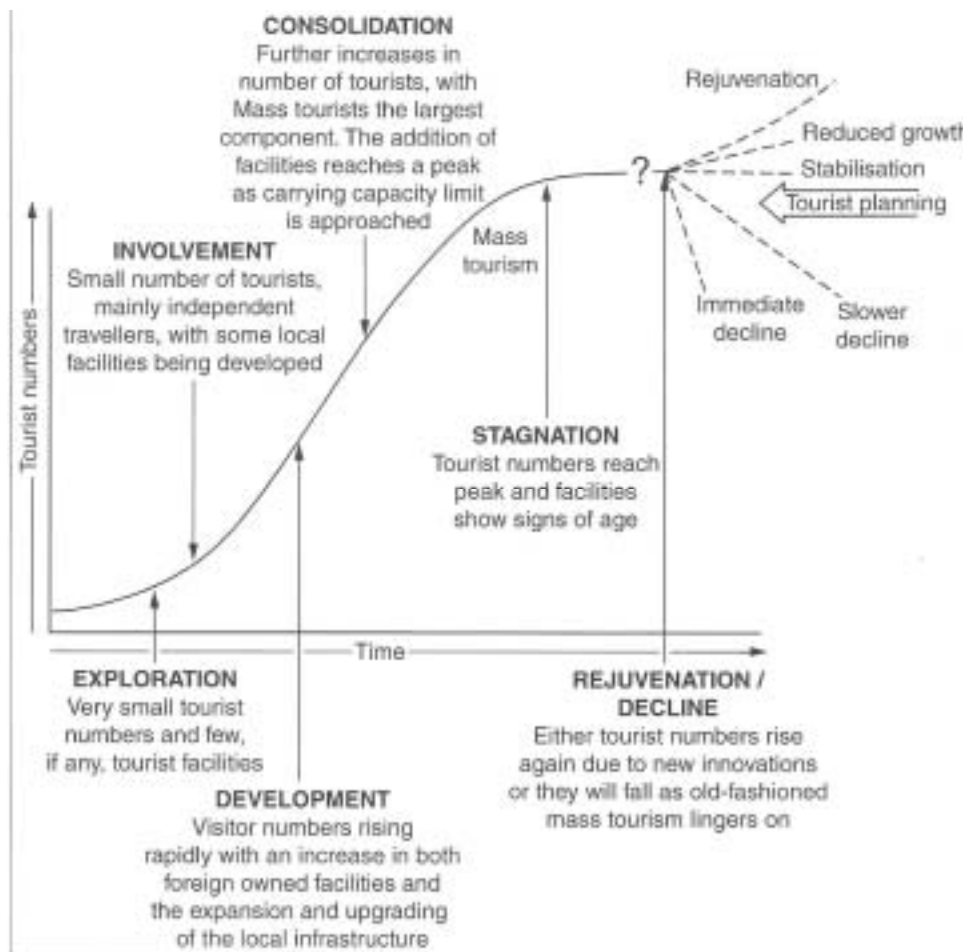 CONSOLIDATION
Further increases in
number of tourists, with
Mass tourists the largest
component. The addition of
facilities reaches a peak
as carrying capacity limit
is approached
INVOLVEMENT
Small number of tourists,
mainly independent
travellers, with some local
facilities being developed
Rejuvenation
Reduced growth
Stabilisation
Tourist planning
?
Mass
tourism
Immediate
decline
Slower
decline
Tourist numbers
STAGNATION
Tourist numbers reach
peak and facilities
show signs of age
Time
EXPLORATION
Very small tourist
numbers and few,
if any, tourist facilities
DEVELOPMENT
Visitor numbers rising
rapidly with an increase in both
foreign owned facilities and
the expansion and upgrading
of the local infrastructure
REJUVENATION /
DECLINE
Either tourist numbers rise
again due to new innovations
or they will fall as old-fashioned
mass tourism lingers on